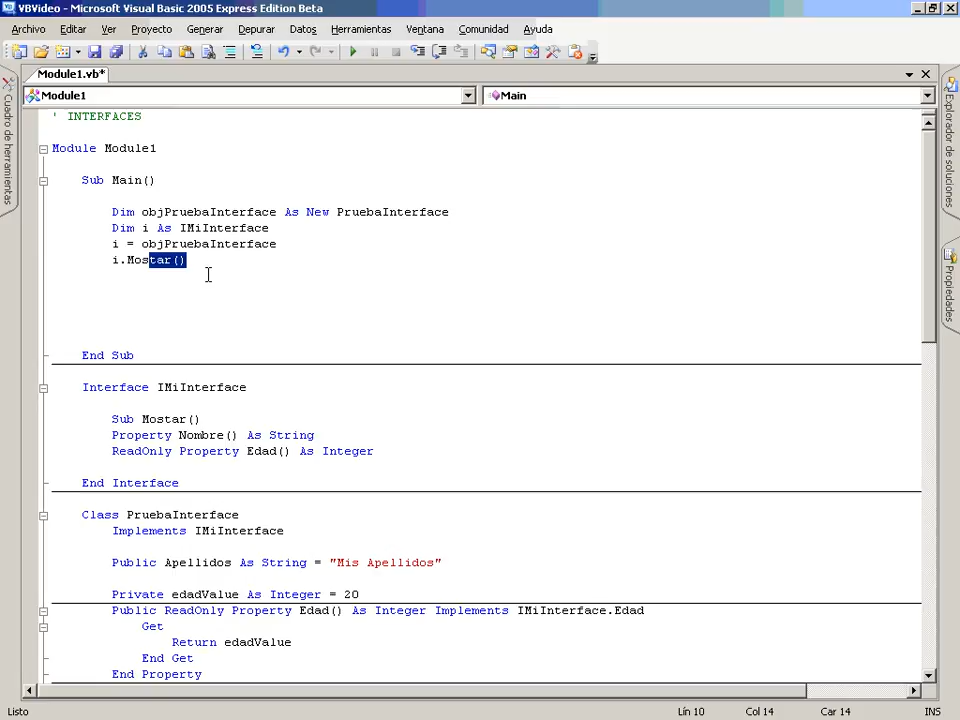 VBVideo - Microsoft Visual Basic 2005 Express Edition Beta
Archivo Editar Ver Proyecto Generar Depurar Datos Herramientas Ventana Comunidad Ayuda
Module1.vb*
Module1 Main
Cuadro de herramientas
Explorador de soluciones
Propiedades
' INTERFACES
Module Module1
Sub Main()
Dim objPruebaInterface As New PruebaInterface
Dim i As IMiInterface
i = objPruebaInterface
i.Mostar()
End Sub
Interface IMiInterface
Sub Mostar()
Property Nombre() As String
ReadOnly Property Edad() As Integer
End Interface
Class PruebaInterface
Implements IMiInterface
Public Apellidos As String = "Mis Apellidos"
Private edadValue As Integer = 20
Public ReadOnly Property Edad() As Integer Implements IMiInterface.Edad
Get
Return edadValue
End Get
End Property
Listo Lín 10 Col 14 Car 14 INS